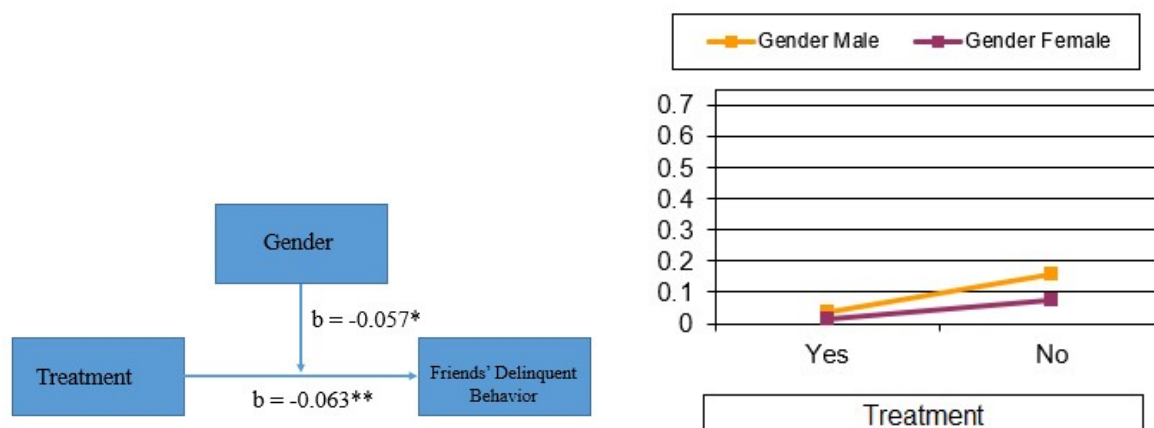 Gender
b = -0.057*
Treatment
Friends' Delinquent
Behavior
b = -0.063**
Gender Male Gender Female
0.7
0.6
0.5
0.4
0.3
0.2
0.1
0
Yes No
Treatment